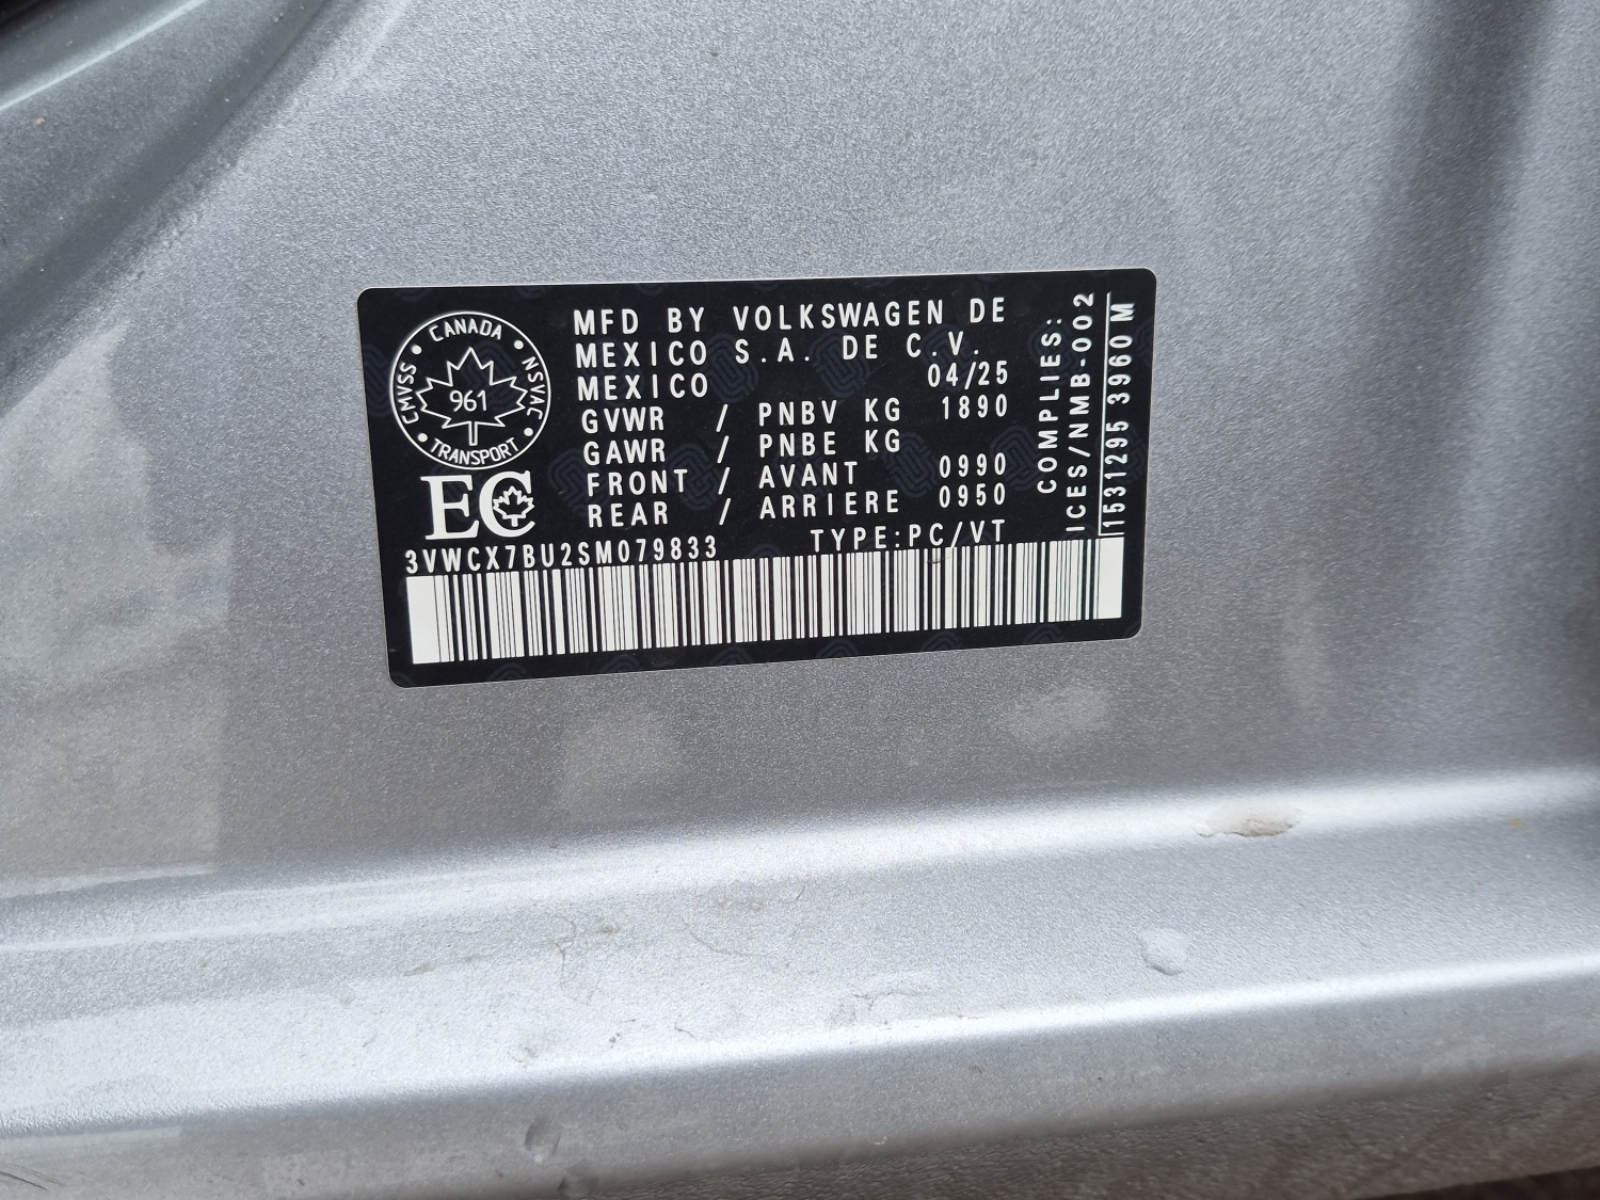 CANADA
CMVSS
NSVAC
961
TRANSPORT
EC
MFD BY VOLKSWAGEN DE
MEXICO S.A. DE C.V.
MEXICO 04/25
GVWR / PNBV KG 1890
GAWR / PNBE KG
FRONT / AVANT 0990
REAR / ARRIERE 0950
TYPE:PC/VT
3VWCX7BU2SM079833
COMPLIES:
ICES/NMB-002
1531295 3960 M